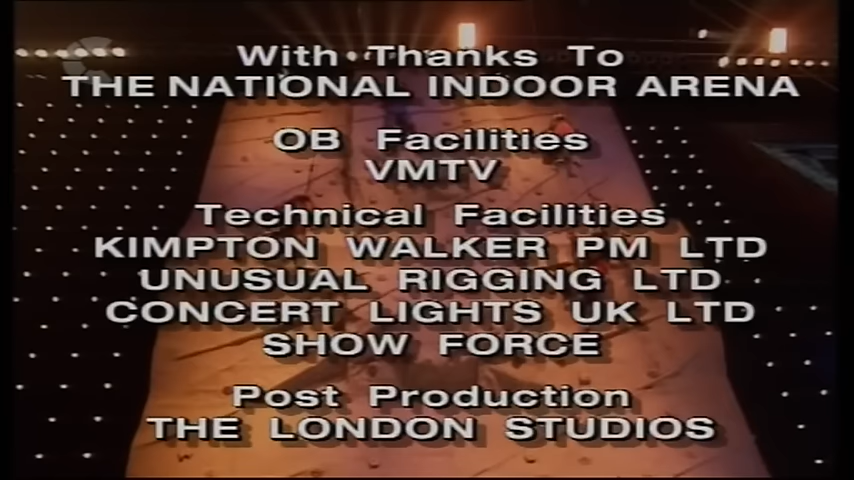 With Thanks To
THE NATIONAL INDOOR ARENA
OB Facilities
VMTV
Technical Facilities
KIMPTON WALKER PM LTD
UNUSUAL RIGGING LTD
CONCERT LIGHTS UK LTD
SHOW FORCE
Post Production
THE LONDON STUDIOS